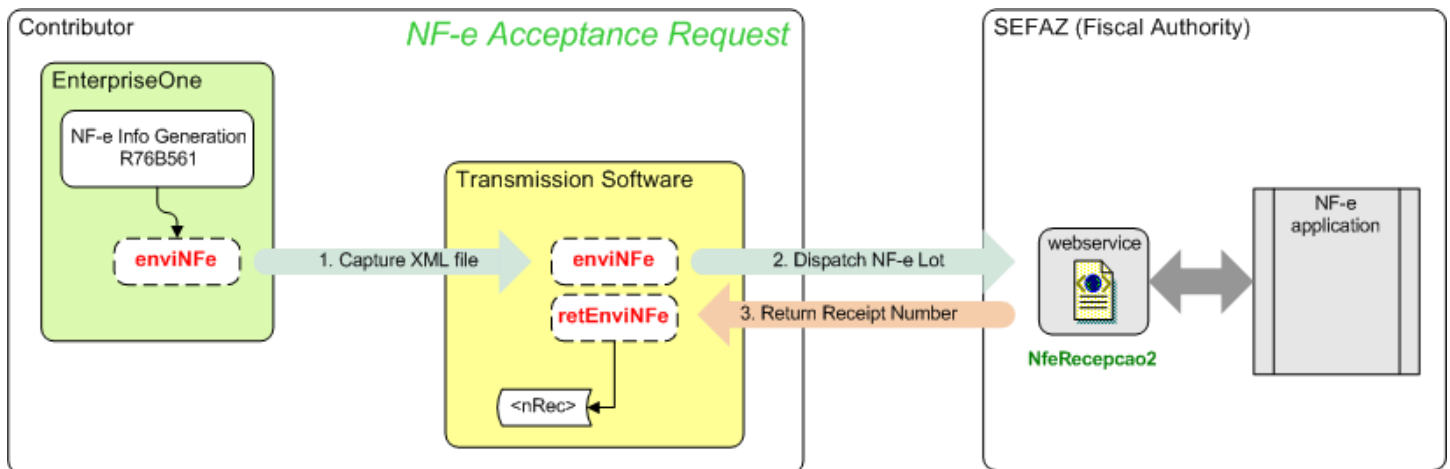 Contributor
NF-e Acceptance Request
EnterpriseOne
NF-e Info Generation
R76B561
enviNFe
1. Capture XML file
Transmission Software
enviNFe
retEnviNFe
<nRec>
2. Dispatch NF-e Lot
3. Return Receipt Number
SEFAZ (Fiscal Authority)
webservice
NfeRecepcao2
NF-e
application